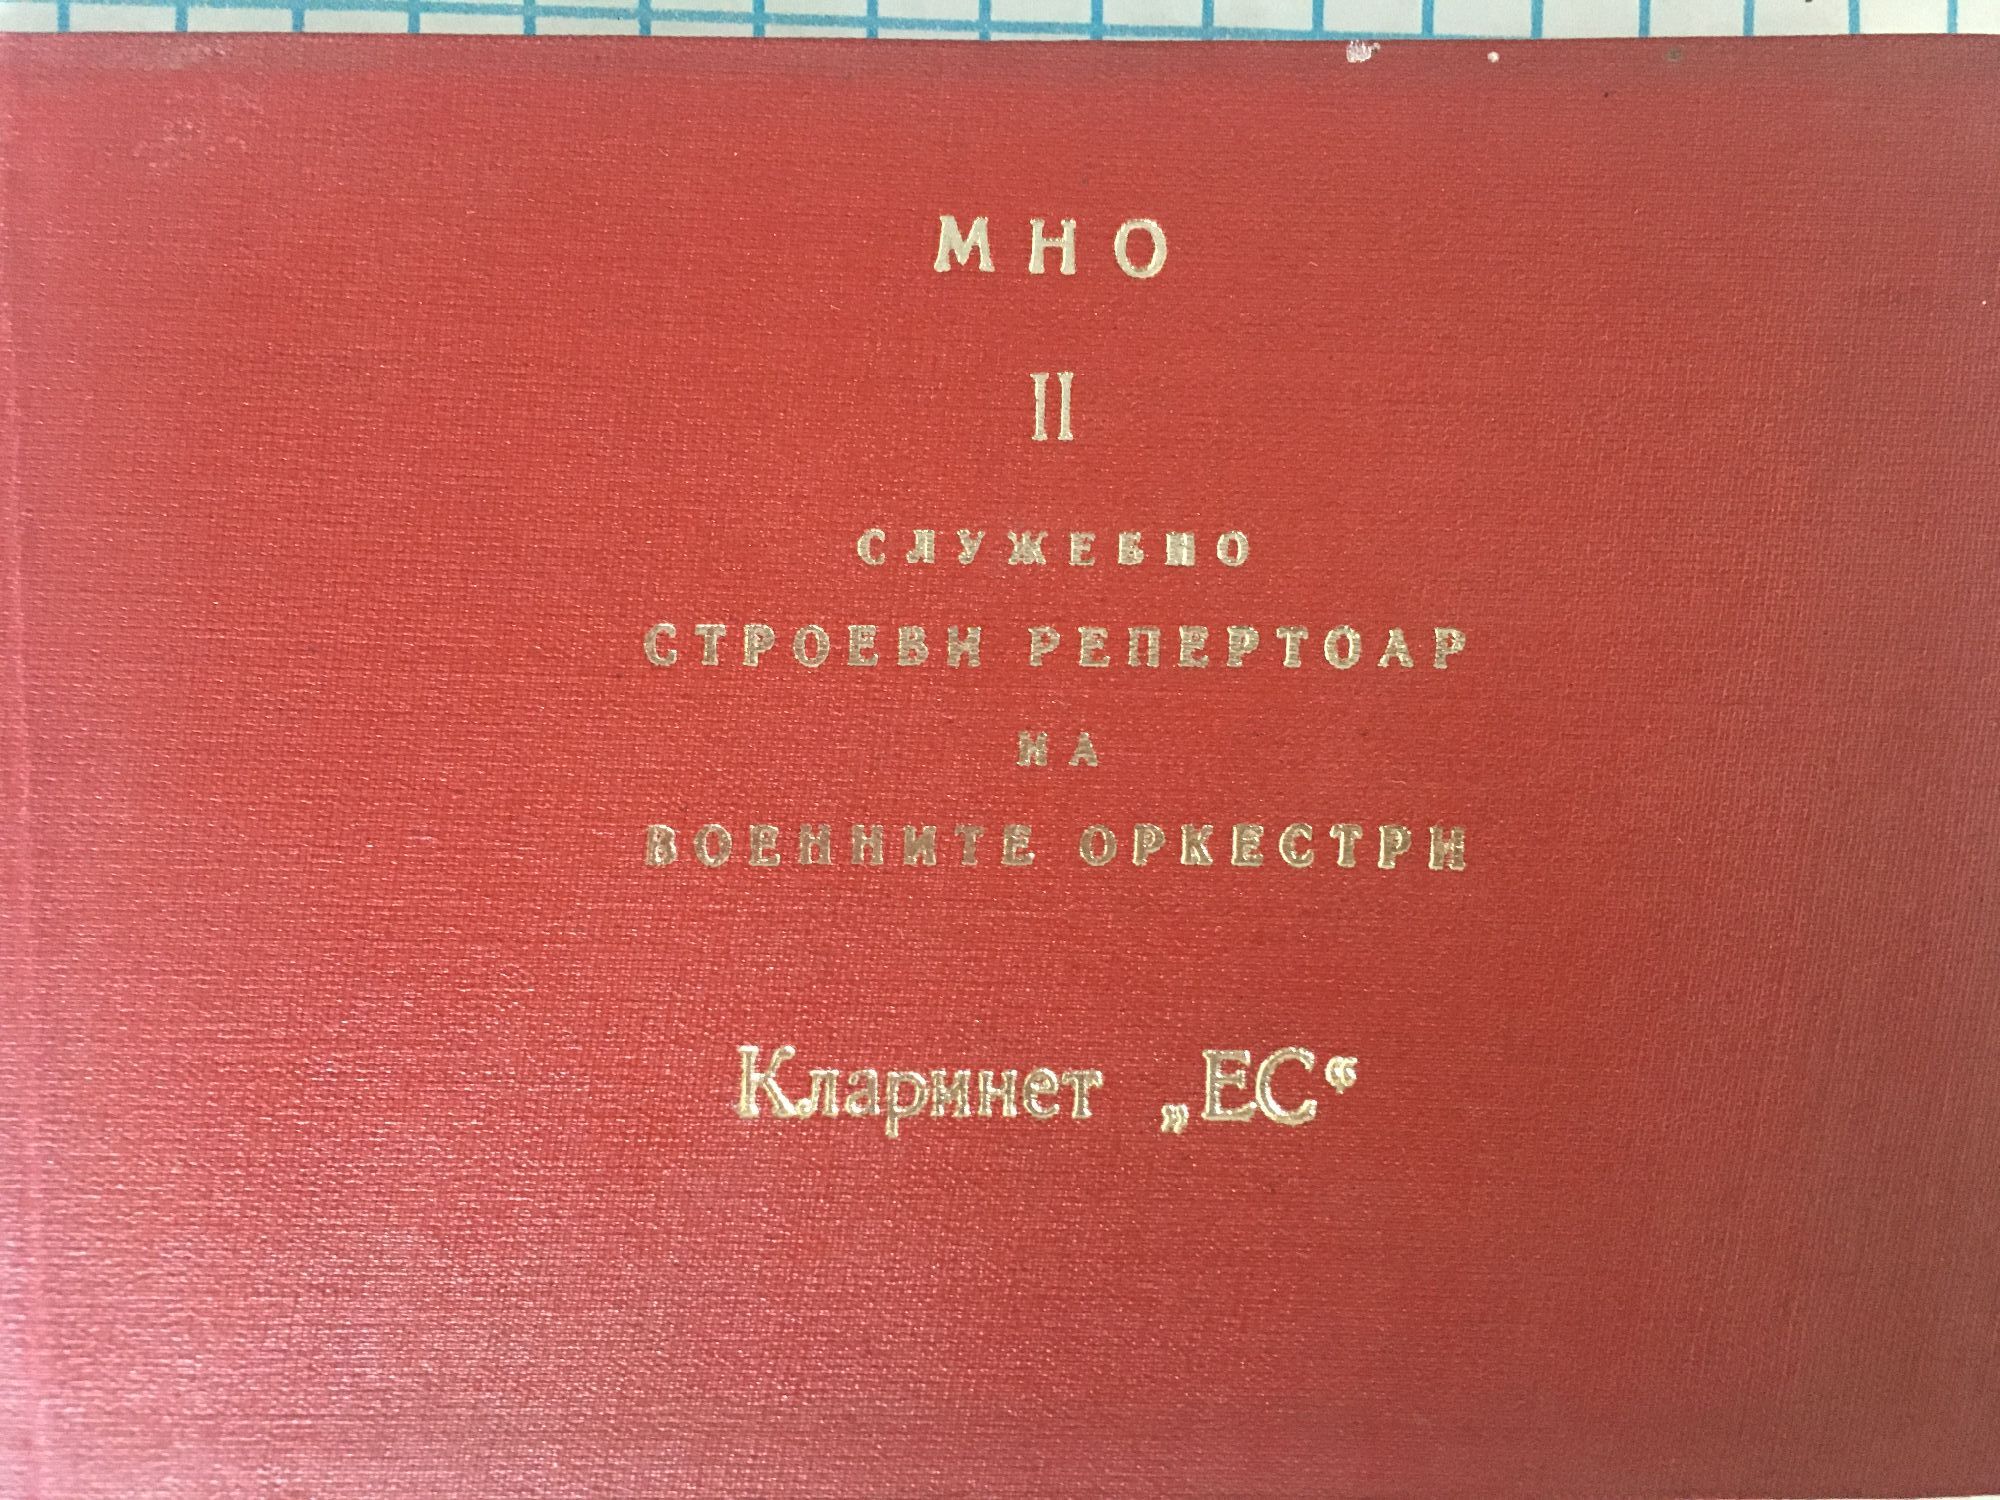 МНО
II
СЛУЖЕБНО
СТРОЕВИ РЕПЕРТОАР
НА
ВОЕННИТЕ ОРКЕСТРИ
Кларинет „ЕС“